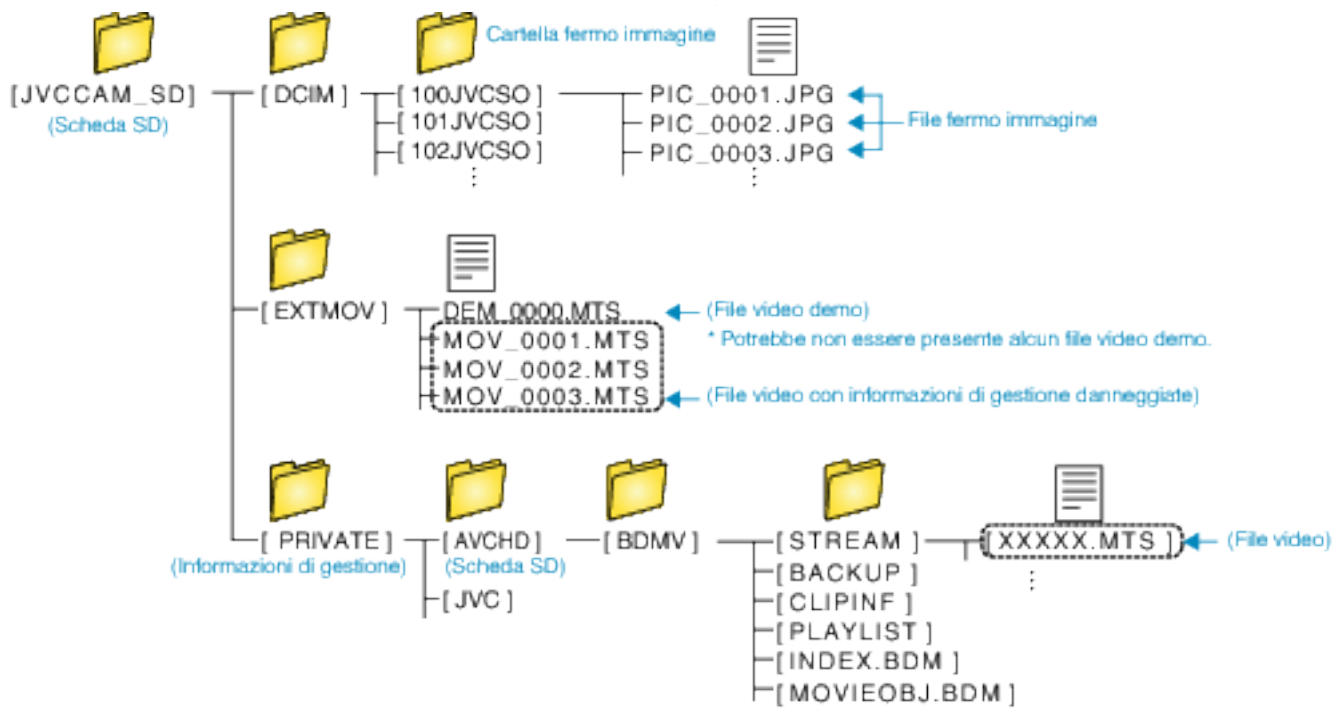 Cartella fermo immagine
[JVCCAM_SD]
(Scheda SD)
[DCIM]
[100JVCSO]
[101JVCSO]
[102JVCSO]
PIC_0001.JPG
PIC_0002.JPG
PIC_0003.JPG
File fermo immagine
[EXTMOV]
DEM_0000.MTS
(File video demo)
MOV_0001.MTS
* Potrebbe non essere presente alcun file video demo.
MOV_0002.MTS
MOV_0003.MTS
(File video con informazioni di gestione danneggiate)
[PRIVATE]
(Informazioni di gestione)
[AVCHD]
(Scheda SD)
[JVC]
[BDMV]
[STREAM]
[BACKUP]
[CLIPINF]
[PLAYLIST]
[INDEX.BDM]
[MOVIEOBJ.BDM]
[XXXXX.MTS]
(File video)